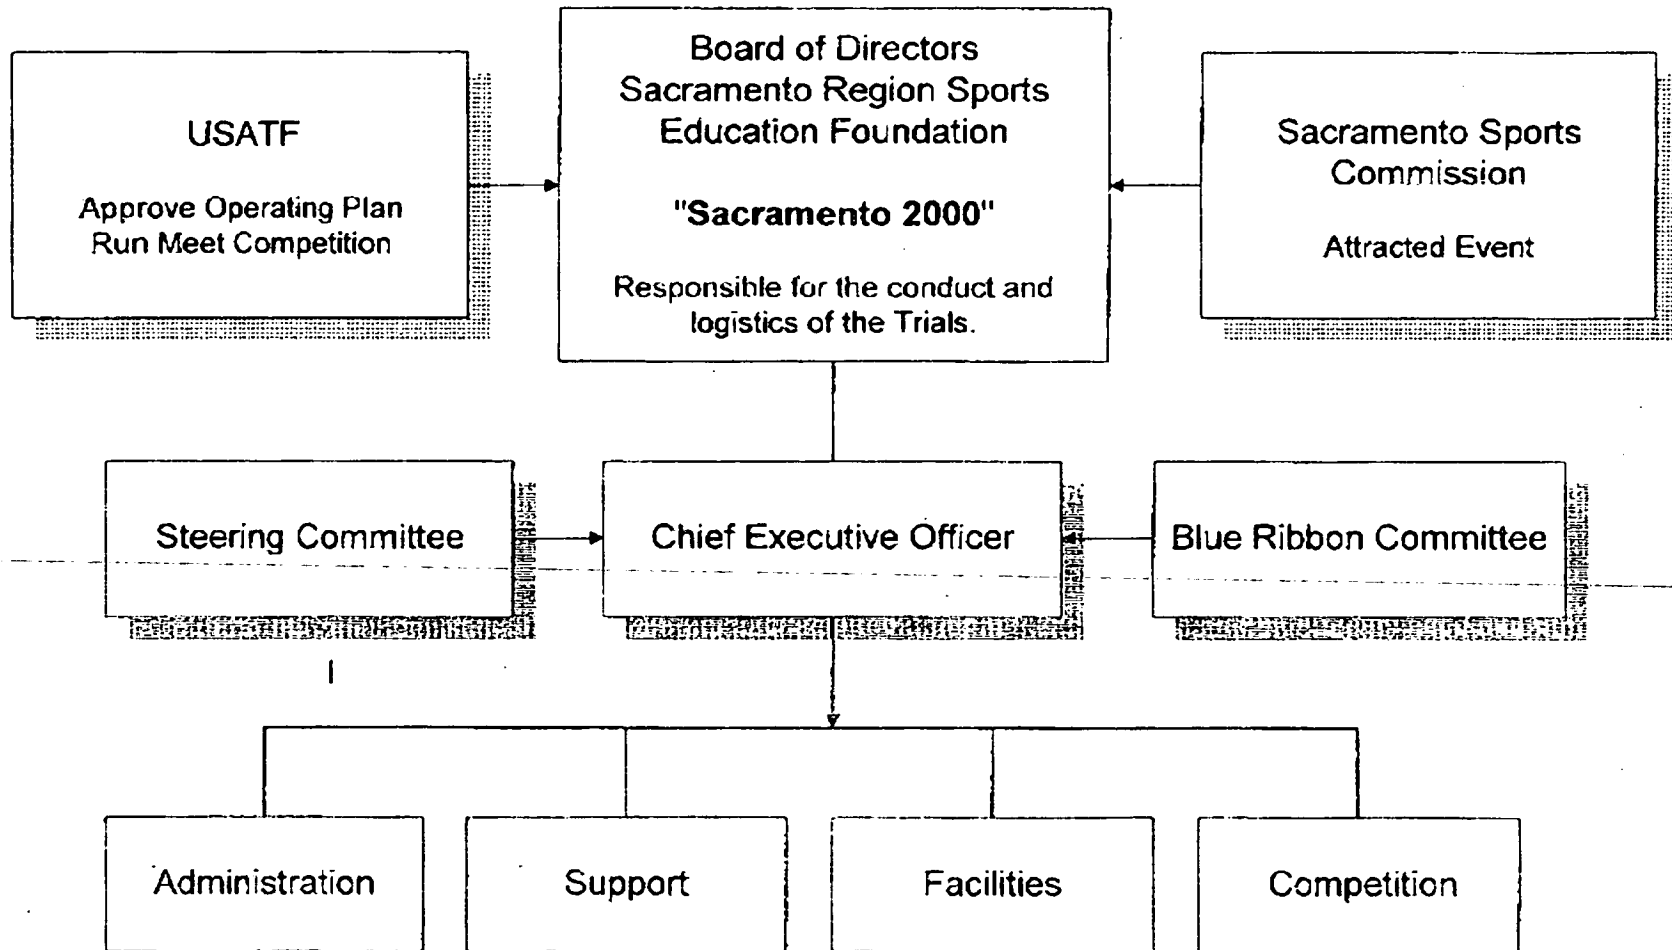 USATF
Approve Operating Plan
Run Meet Competition
Board of Directors
Sacramento Region Sports
Education Foundation
"Sacramento 2000"
Responsible for the conduct and
logistics of the Trials.
Sacramento Sports
Commission
Attracted Event
Steering Committee
Chief Executive Officer
Blue Ribbon Committee
Administration
Support
Facilities
Competition